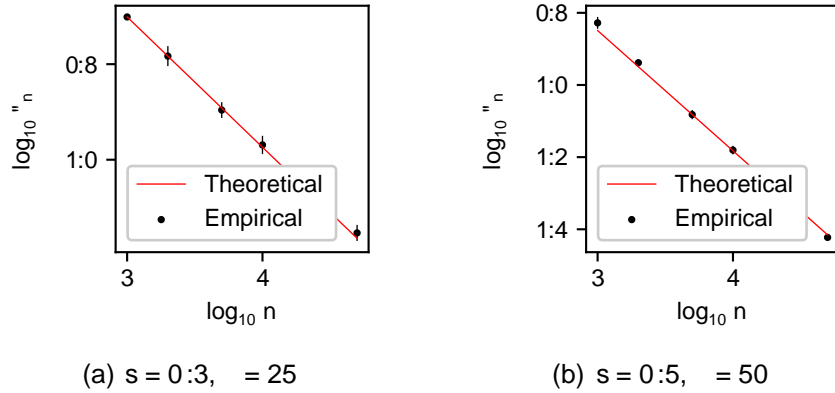 0:8
1:0
log10 " n
Theoretical
Empirical
3
4
log10 n
(a) s = 0:3, = 25
0:8
1:0
1:2
1:4
log10 " n
Theoretical
Empirical
3
4
log10 n
(b) s = 0:5, = 50